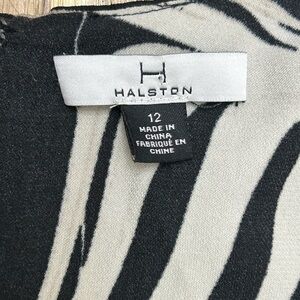 H
HALSTON
12
MADE IN
CHINA
FABRIQUÉ EN
CHINE